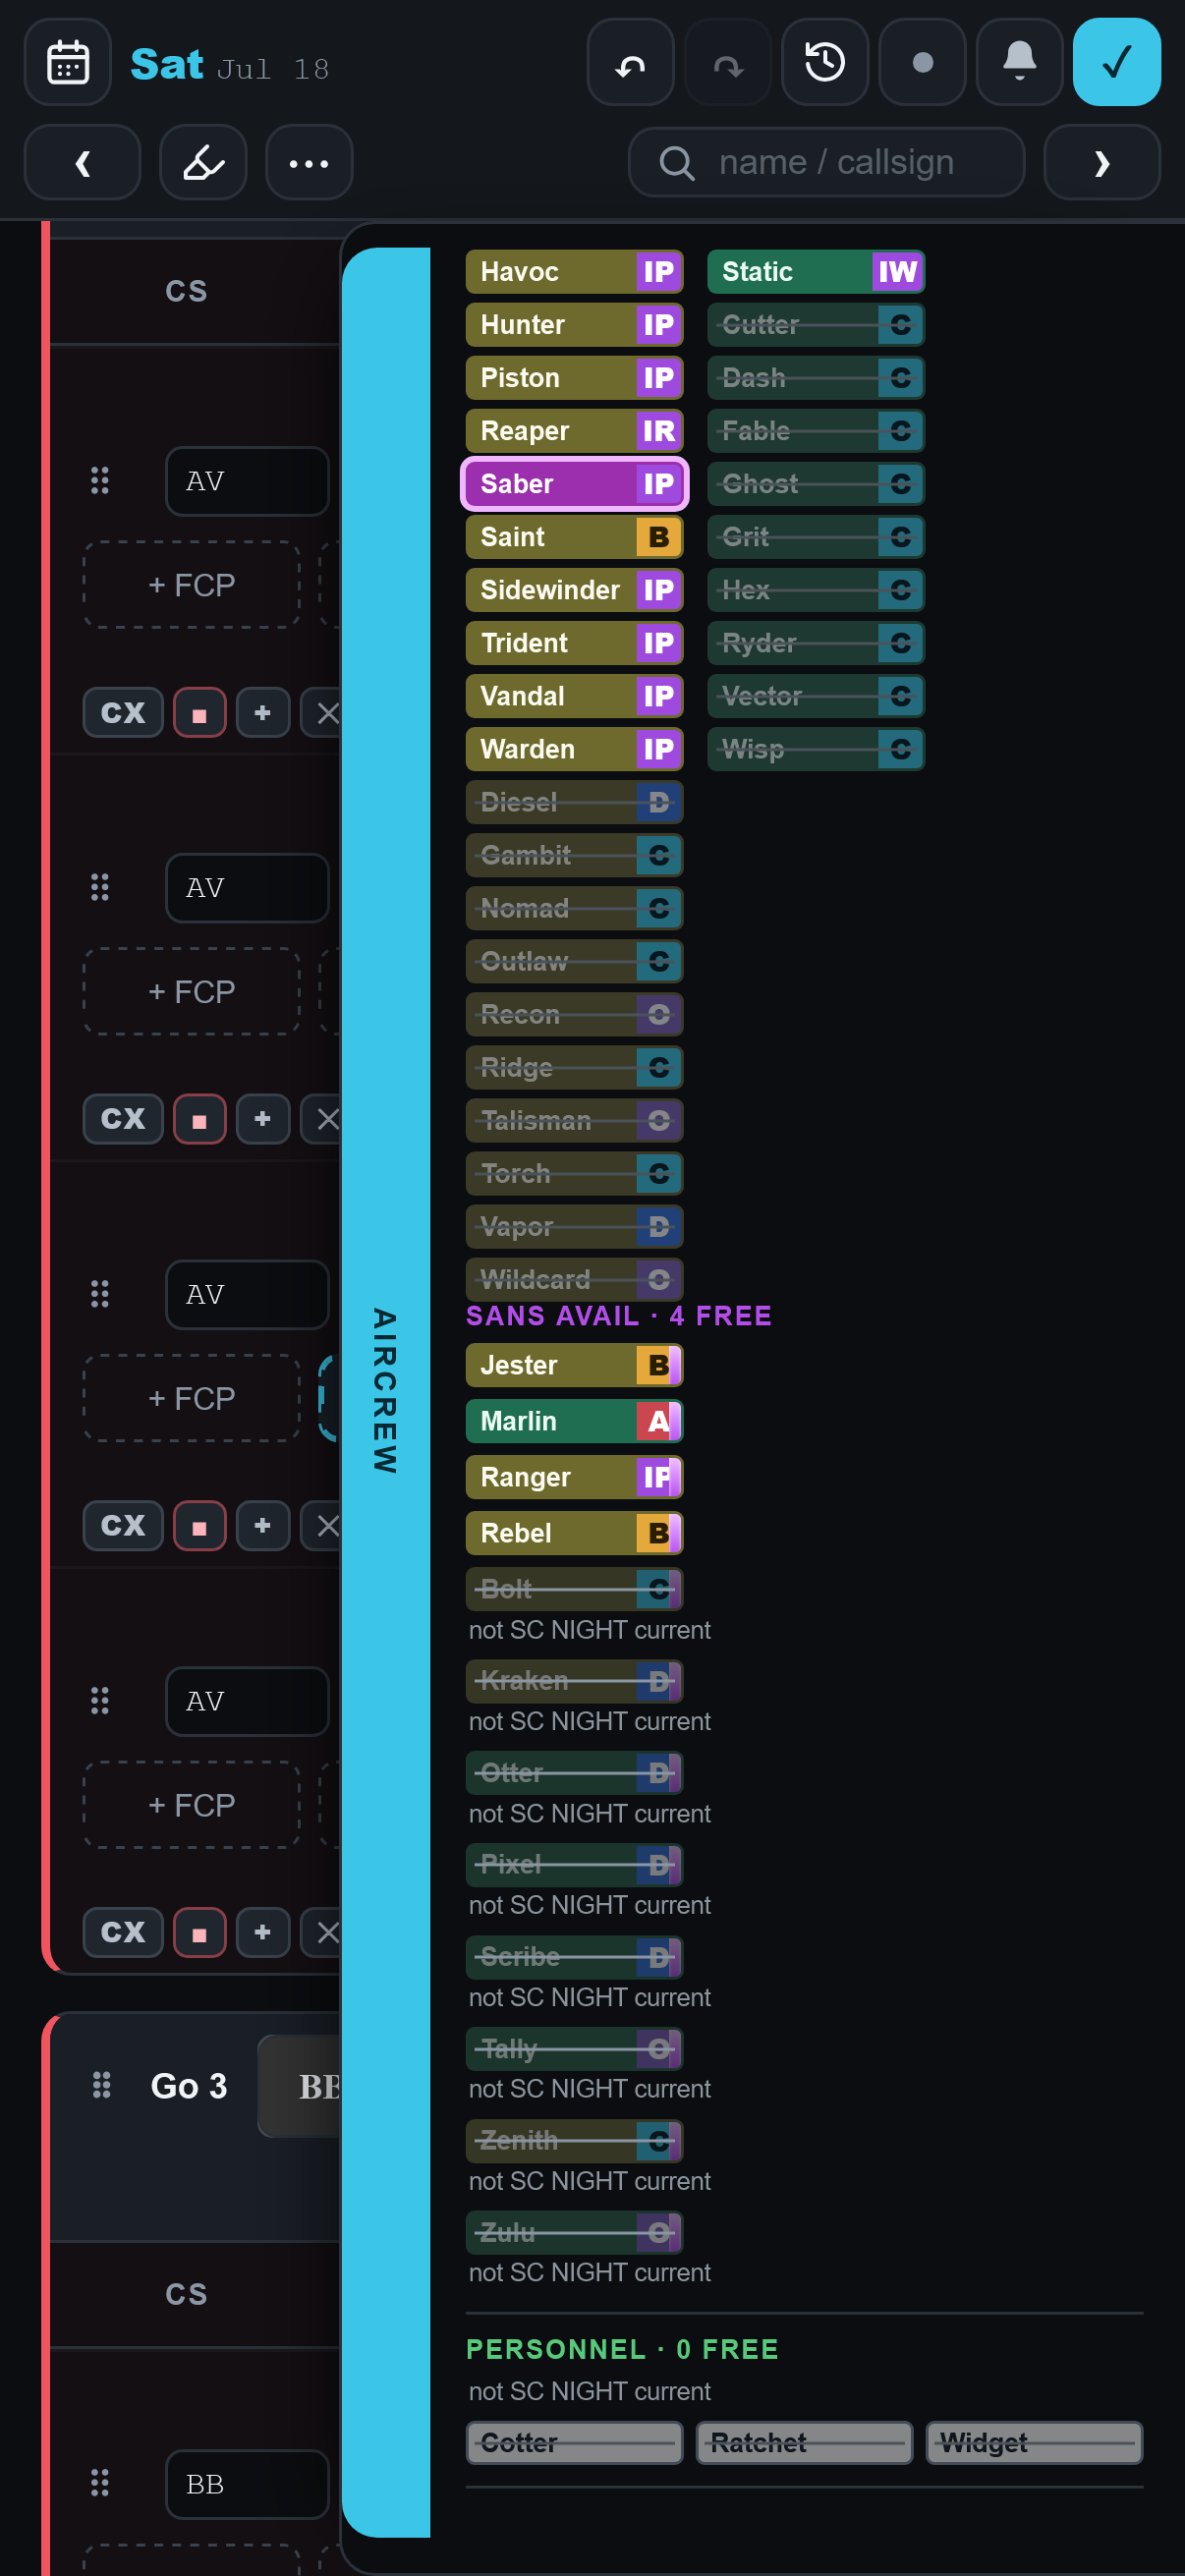 Sat Jul 18
name / callsign
CS
AV
+ FCP
CX
AV
+ FCP
CX
AV
+ FCP
CX
AV
+ FCP
CX
Go 3
CS
BB
AIRCREW
Havoc IP
Hunter IP
Piston IP
Reaper IR
Saber IP
Saint B
Sidewinder IP
Trident IP
Vandal IP
Warden IP
Diesel D
Gambit C
Nomad C
Outlaw C
Recon O
Ridge C
Talisman O
Torch C
Vapor D
Wildcard O
Static IW
Cutter C
Dash C
Fable C
Ghost C
Grit C
Hex C
Ryder C
Vector C
Wisp C
SANS AVAIL · 4 FREE
Jester B
Marlin A
Ranger IP
Rebel B
Bolt C
not SC NIGHT current
Kraken D
not SC NIGHT current
Otter D
not SC NIGHT current
Pixel D
not SC NIGHT current
Scribe D
not SC NIGHT current
Tally O
not SC NIGHT current
Zenith C
not SC NIGHT current
Zulu O
not SC NIGHT current
PERSONNEL · 0 FREE
not SC NIGHT current
Cotter Ratchet Widget